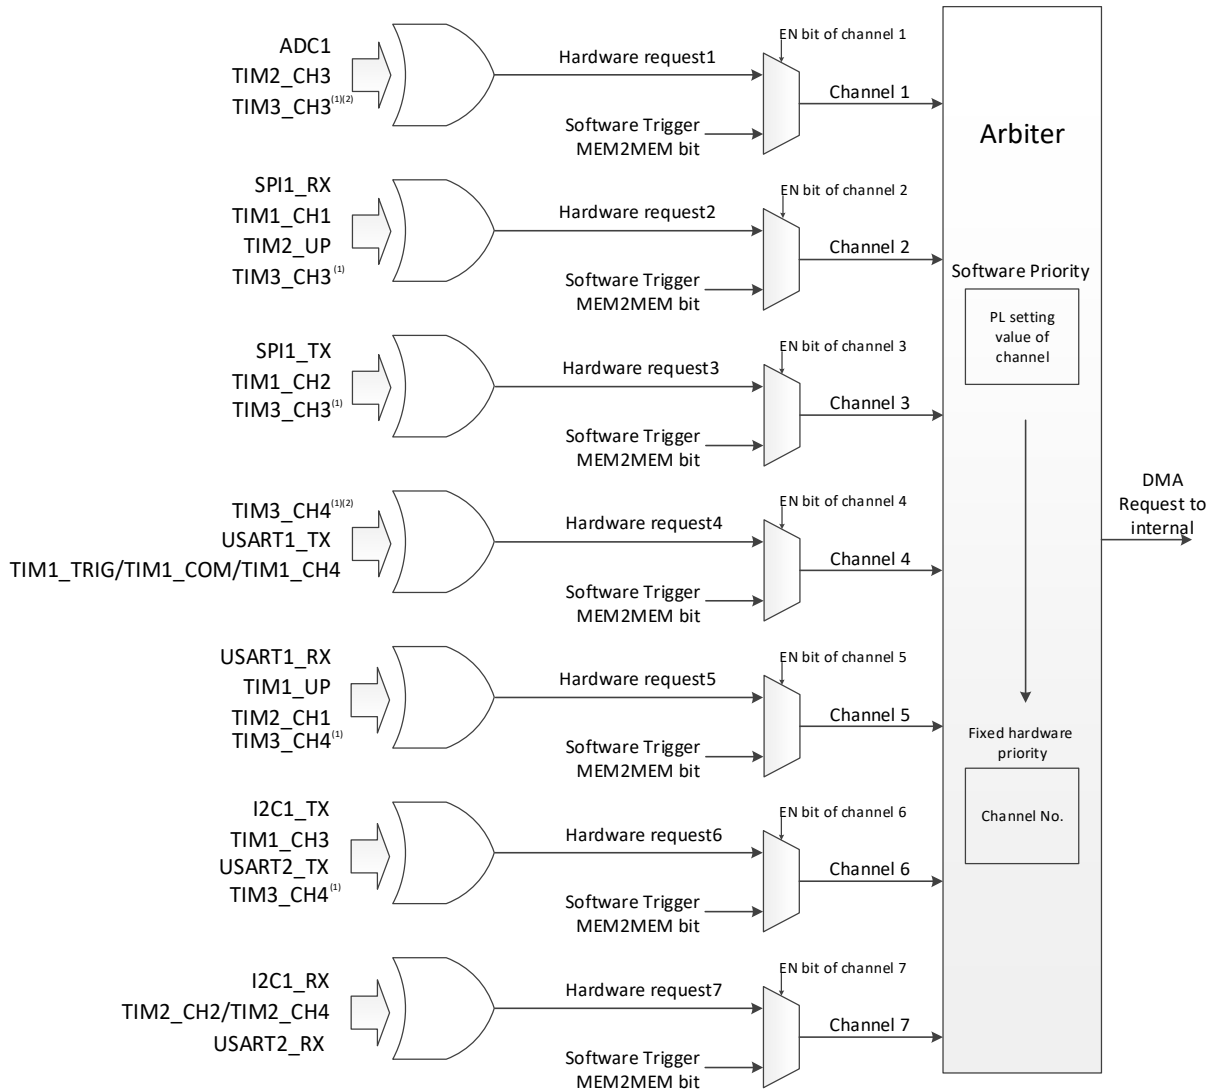 ADC1
TIM2_CH3
TIM3_CH3(1)(2)
Hardware request1
Software Trigger
MEM2MEM bit
EN bit of channel 1
Channel 1
SPI1_RX
TIM1_CH1
TIM2_UP
TIM3_CH3(1)
Hardware request2
Software Trigger
MEM2MEM bit
EN bit of channel 2
Channel 2
SPI1_TX
TIM1_CH2
TIM3_CH3(1)
Hardware request3
Software Trigger
MEM2MEM bit
EN bit of channel 3
Channel 3
TIM3_CH4(1)(2)
USART1_TX
TIM1_TRIG/TIM1_COM/TIM1_CH4
Hardware request4
Software Trigger
MEM2MEM bit
EN bit of channel 4
Channel 4
USART1_RX
TIM1_UP
TIM2_CH1
TIM3_CH4(1)
Hardware request5
Software Trigger
MEM2MEM bit
EN bit of channel 5
Channel 5
I2C1_TX
TIM1_CH3
USART2_TX
TIM3_CH4(1)
Hardware request6
Software Trigger
MEM2MEM bit
EN bit of channel 6
Channel 6
I2C1_RX
TIM2_CH2/TIM2_CH4
USART2_RX
Hardware request7
Software Trigger
MEM2MEM bit
EN bit of channel 7
Channel 7
Arbiter
Software Priority
PL setting
value of
channel
Fixed hardware
priority
Channel No.
DMA
Request to
internal